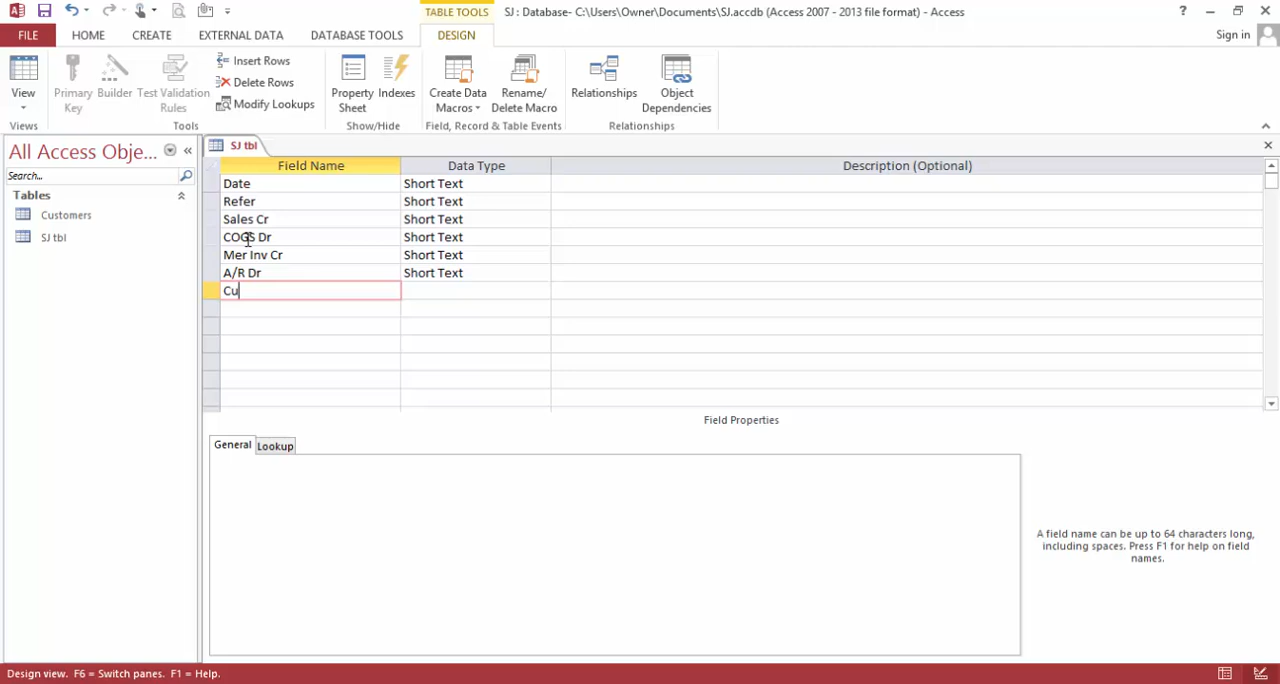 TABLE TOOLS
SJ : Database- C:\Users\Owner\Documents\SJ.accdb (Access 2007 - 2013 file format) - Access
?
FILE HOME CREATE EXTERNAL DATA DATABASE TOOLS DESIGN
Sign in
View
Primary Key
Builder
Test Validation Rules
Insert Rows
Delete Rows
Modify Lookups
Property Sheet
Indexes
Create Data Macros
Rename/ Delete Macro
Relationships
Object Dependencies
Views
Tools
Show/Hide
Field, Record & Table Events
Relationships
All Access Obje...
Search...
Tables
Customers
SJ tbl
SJ tbl
Field Name Data Type Description (Optional)
Date Short Text
Refer Short Text
Sales Cr Short Text
COGS Dr Short Text
Mer Inv Cr Short Text
A/R Dr Short Text
Cu
Field Properties
General Lookup
A field name can be up to 64 characters long,
including spaces. Press F1 for help on field
names.
Design view. F6 = Switch panes. F1 = Help.